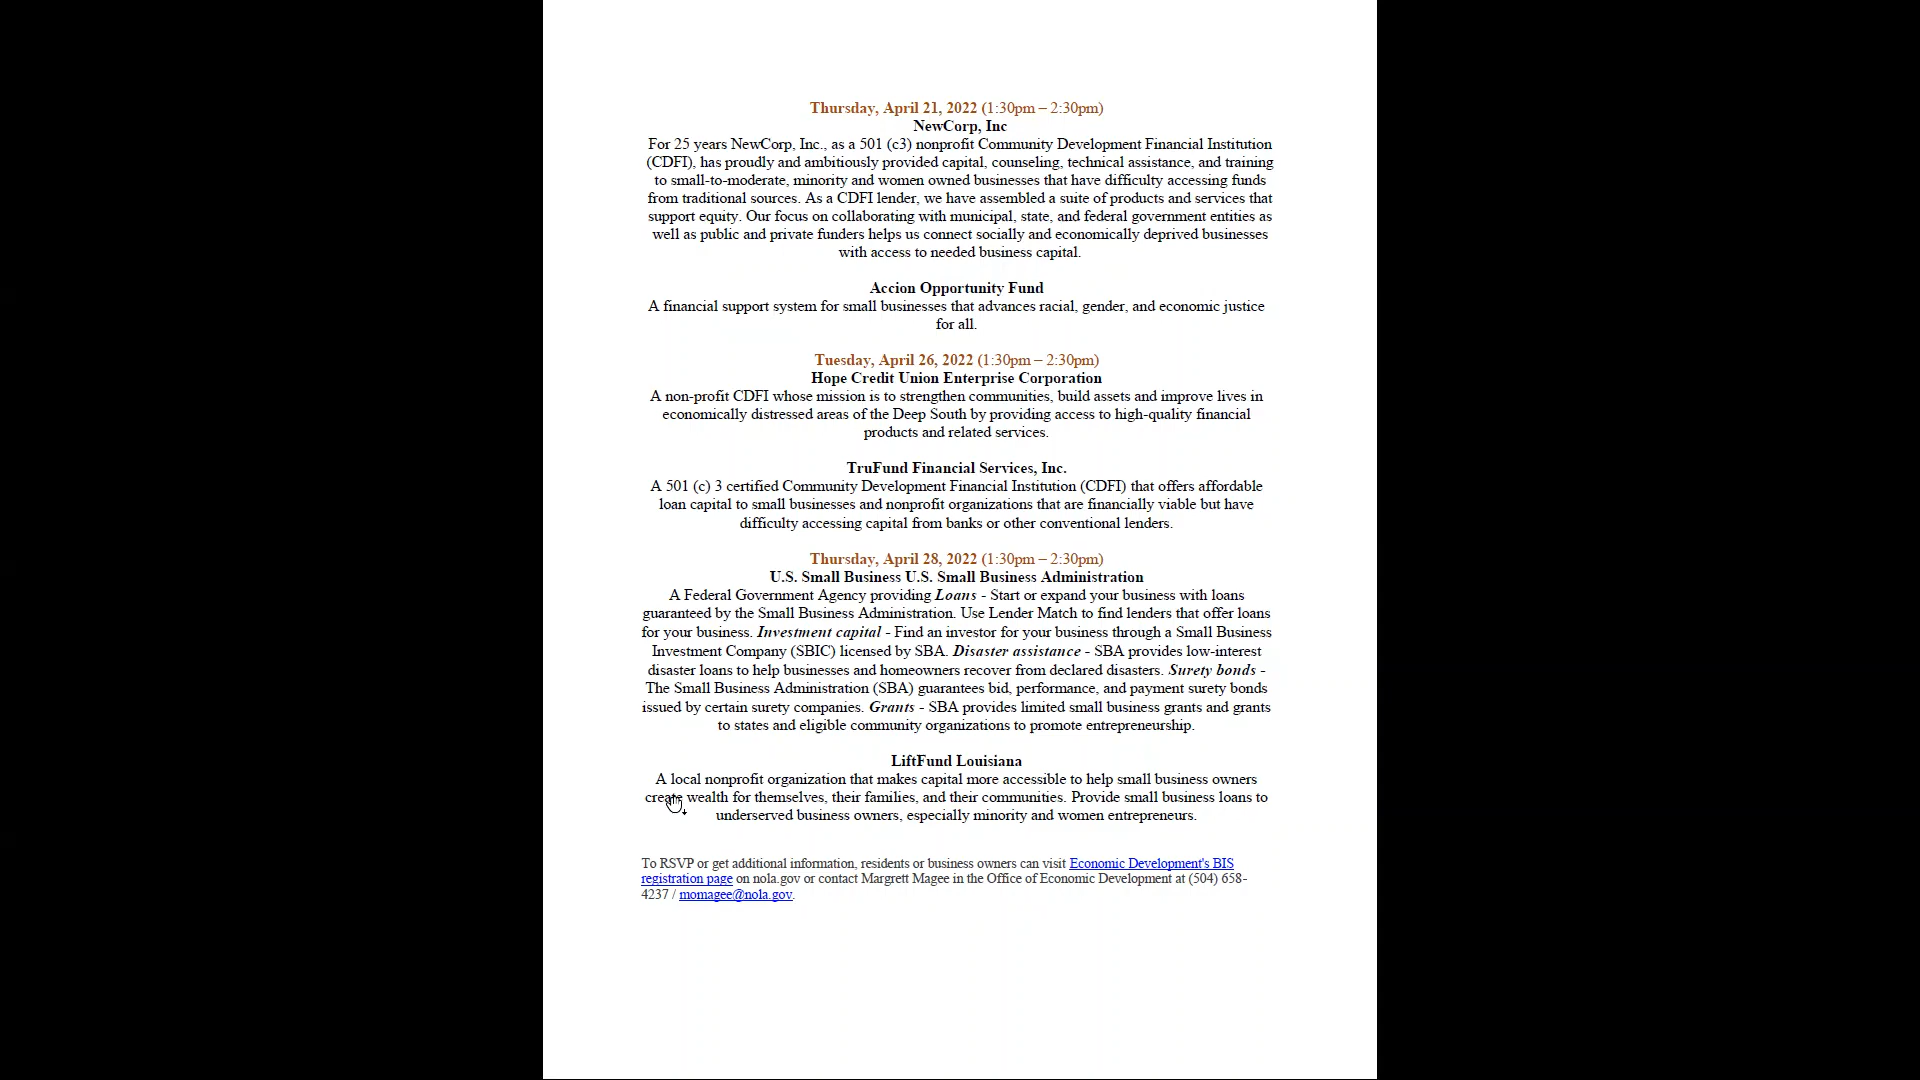 Thursday, April 21, 2022 (1:30pm – 2:30pm)
NewCorp, Inc
For 25 years NewCorp, Inc., as a 501 (c3) nonprofit Community Development Financial Institution
(CDFI), has proudly and ambitiously provided capital, counseling, technical assistance, and training
to small-to-moderate, minority and women owned businesses that have difficulty accessing funds
from traditional sources. As a CDFI lender, we have assembled a suite of products and services that
support equity. Our focus on collaborating with municipal, state, and federal government entities as
well as public and private funders helps us connect socially and economically deprived businesses
with access to needed business capital.
Accion Opportunity Fund
A financial support system for small businesses that advances racial, gender, and economic justice
for all.
Tuesday, April 26, 2022 (1:30pm – 2:30pm)
Hope Credit Union Enterprise Corporation
A non-profit CDFI whose mission is to strengthen communities, build assets and improve lives in
economically distressed areas of the Deep South by providing access to high-quality financial
products and related services.
TruFund Financial Services, Inc.
A 501 (c) 3 certified Community Development Financial Institution (CDFI) that offers affordable
loan capital to small businesses and nonprofit organizations that are financially viable but have
difficulty accessing capital from banks or other conventional lenders.
Thursday, April 28, 2022 (1:30pm – 2:30pm)
U.S. Small Business U.S. Small Business Administration
A Federal Government Agency providing Loans - Start or expand your business with loans
guaranteed by the Small Business Administration. Use Lender Match to find lenders that offer loans
for your business. Investment capital - Find an investor for your business through a Small Business
Investment Company (SBIC) licensed by SBA. Disaster assistance - SBA provides low-interest
disaster loans to help businesses and homeowners recover from declared disasters. Surety bonds -
The Small Business Administration (SBA) guarantees bid, performance, and payment surety bonds
issued by certain surety companies. Grants - SBA provides limited small business grants and grants
to states and eligible community organizations to promote entrepreneurship.
LiftFund Louisiana
A local nonprofit organization that makes capital more accessible to help small business owners
create wealth for themselves, their families, and their communities. Provide small business loans to
underserved business owners, especially minority and women entrepreneurs.
To RSVP or get additional information, residents or business owners can visit Economic Development's BIS
registration page on nola.gov or contact Margrett Magee in the Office of Economic Development at (504) 658-
4237 / momagee@nola.gov.